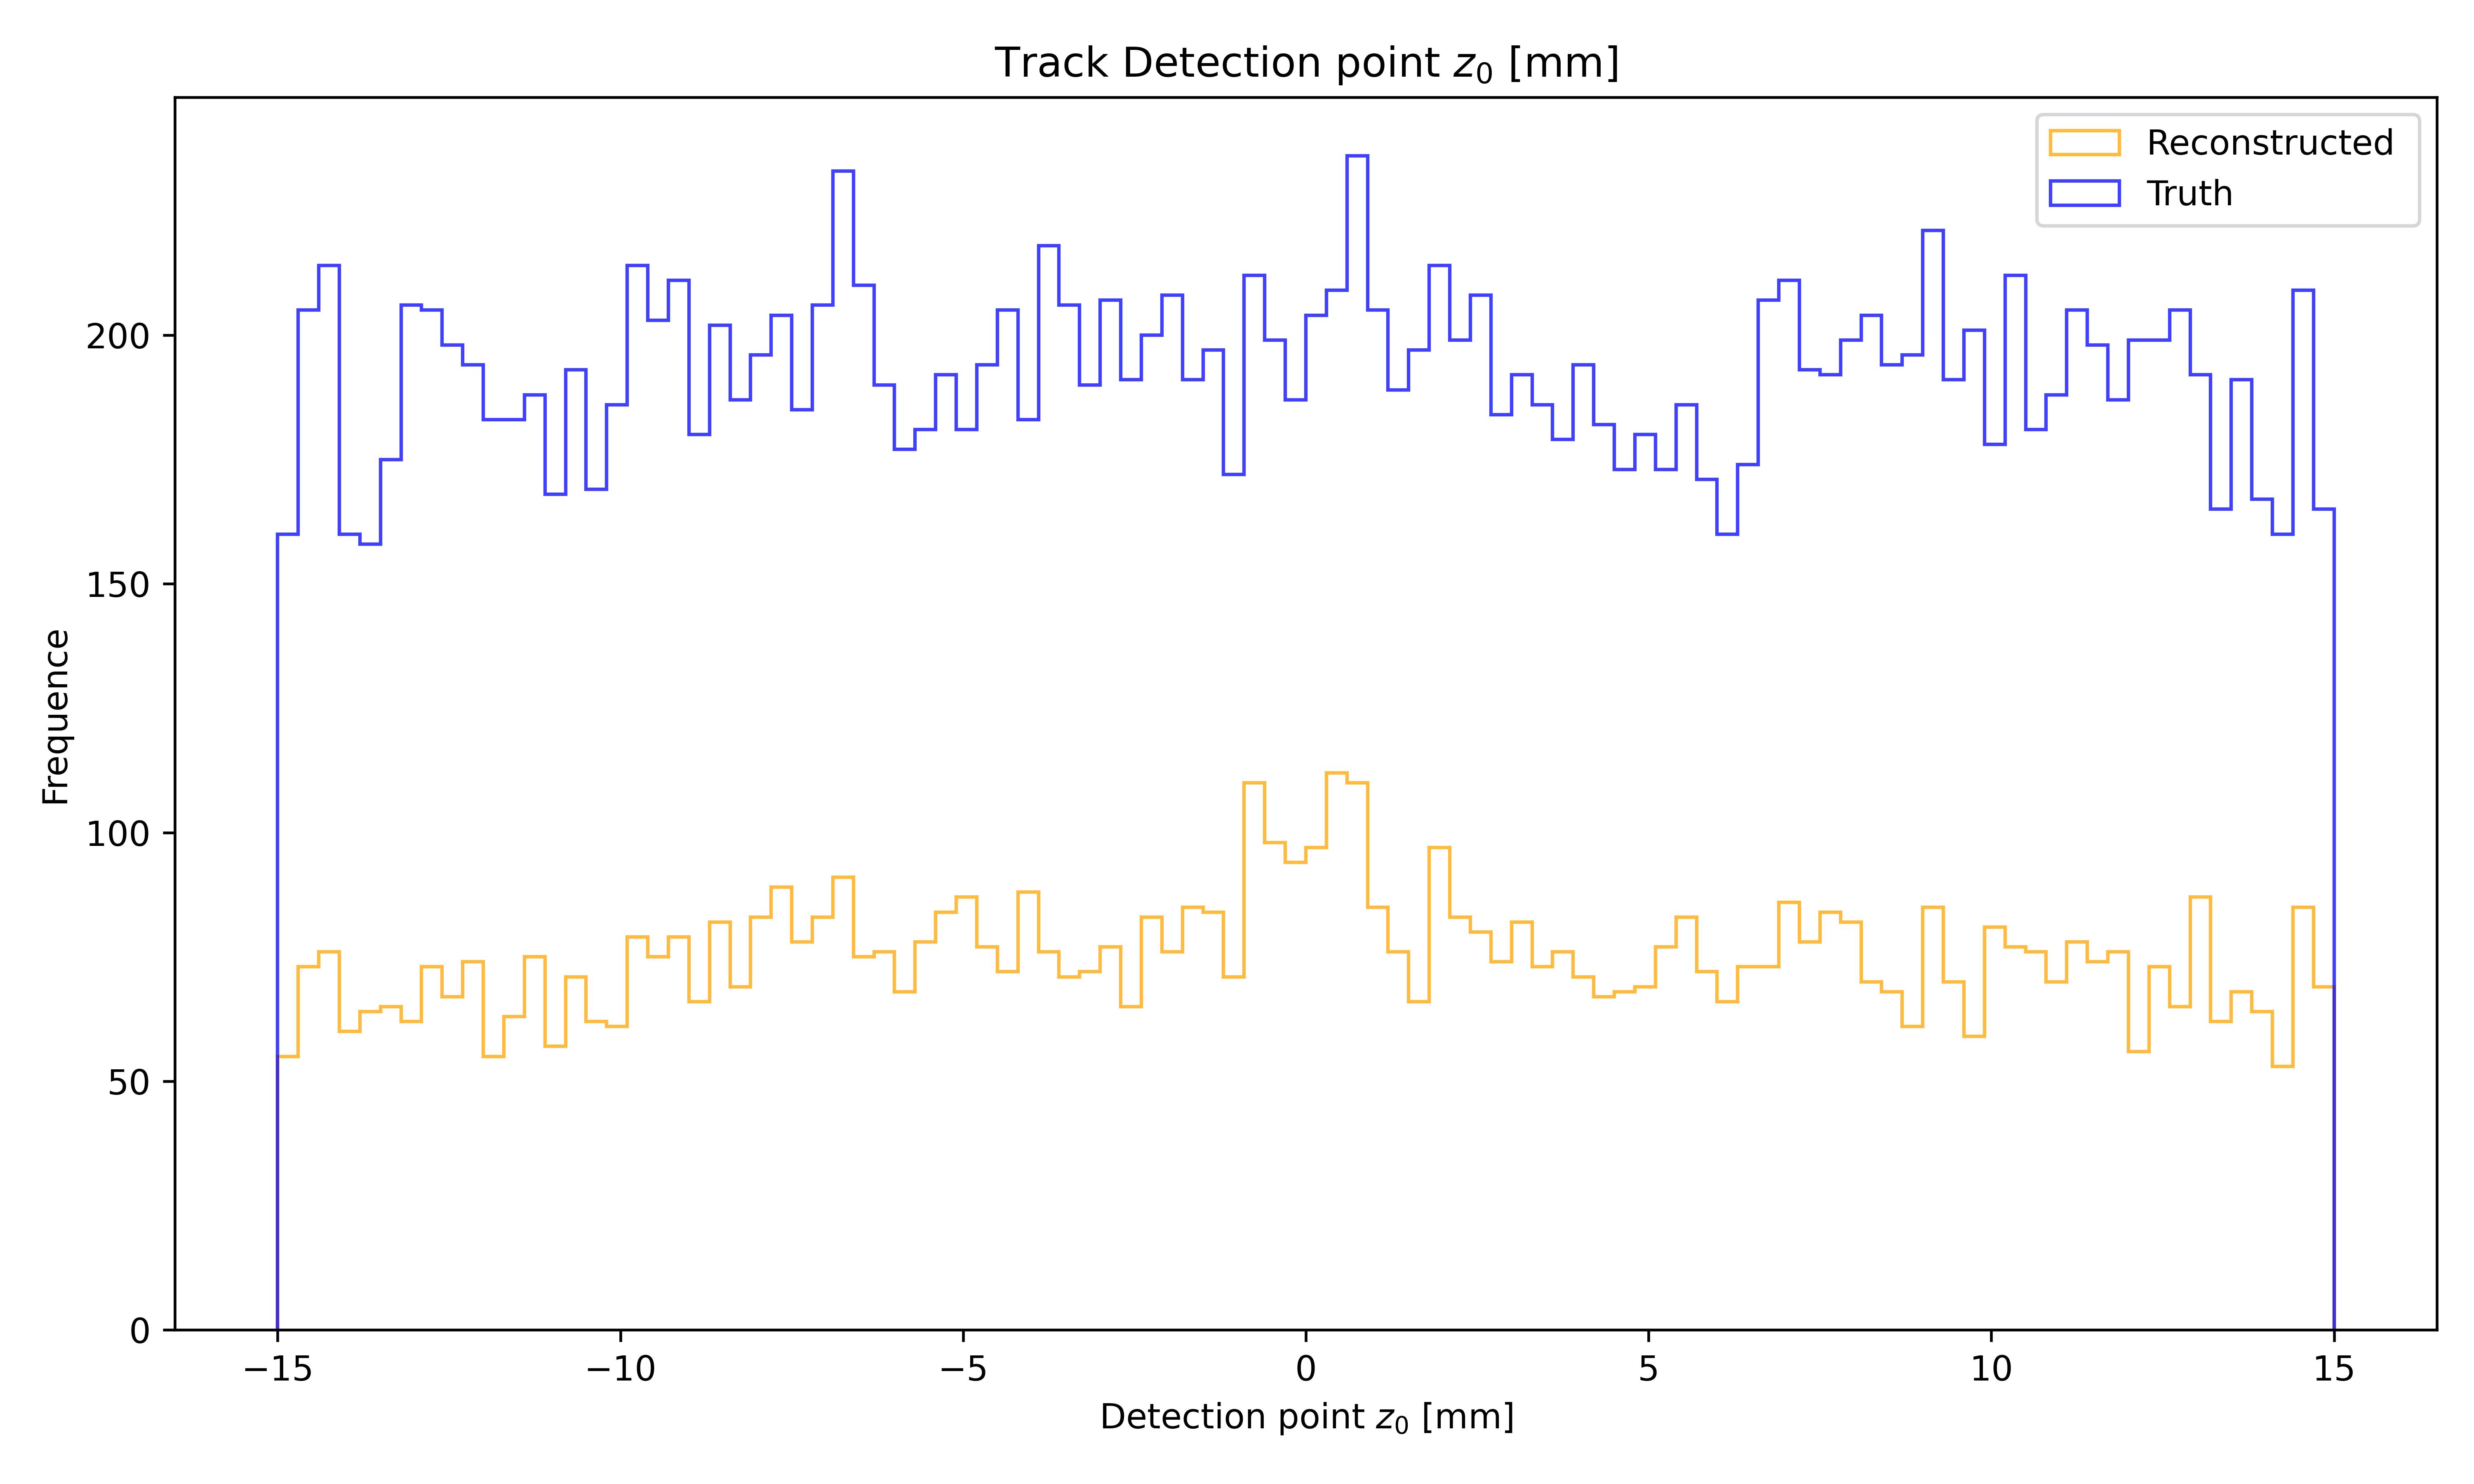 Track Detection point z₀ [mm]
Reconstructed
Truth
Frequence
200
150
100
50
0
−15
−10
−5
0
5
10
15
Detection point z₀ [mm]